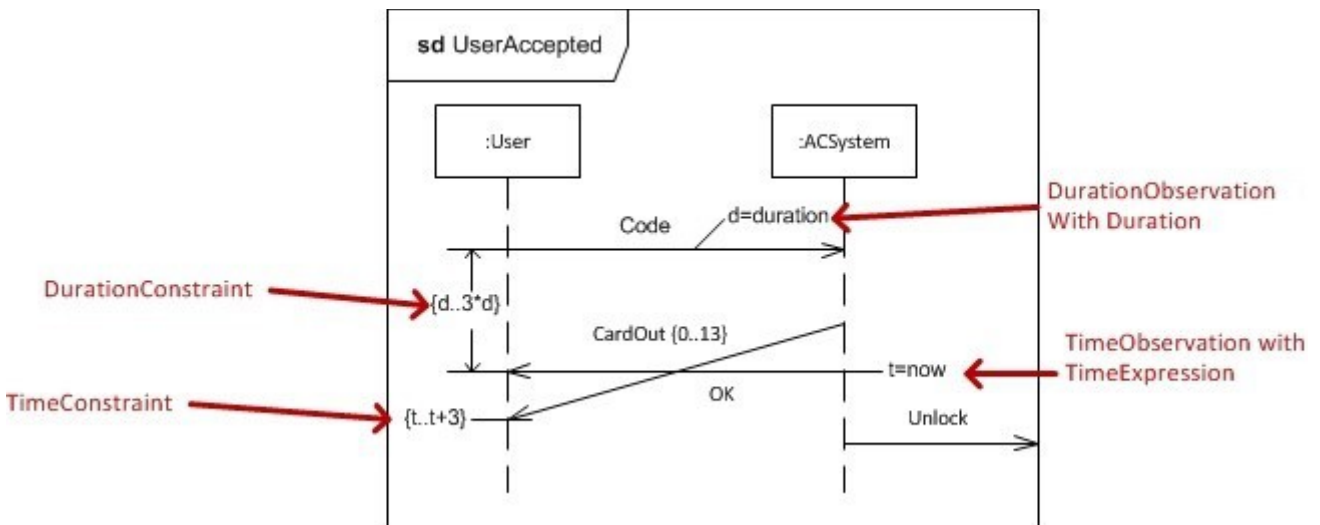 sd UserAccepted
:User
:ACSystem
DurationObservation
With Duration
d=duration
Code
DurationConstraint
{d..3*d}
CardOut {0..13}
TimeObservation with
TimeExpression
t=now
OK
TimeConstraint
{t..t+3}
Unlock